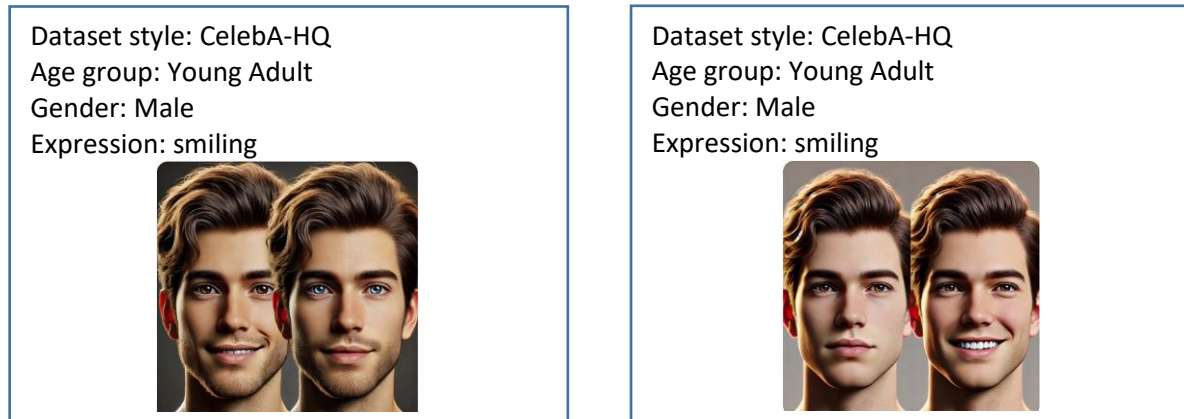 Dataset style: CelebA-HQ
Age group: Young Adult
Gender: Male
Expression: smiling
Dataset style: CelebA-HQ
Age group: Young Adult
Gender: Male
Expression: smiling